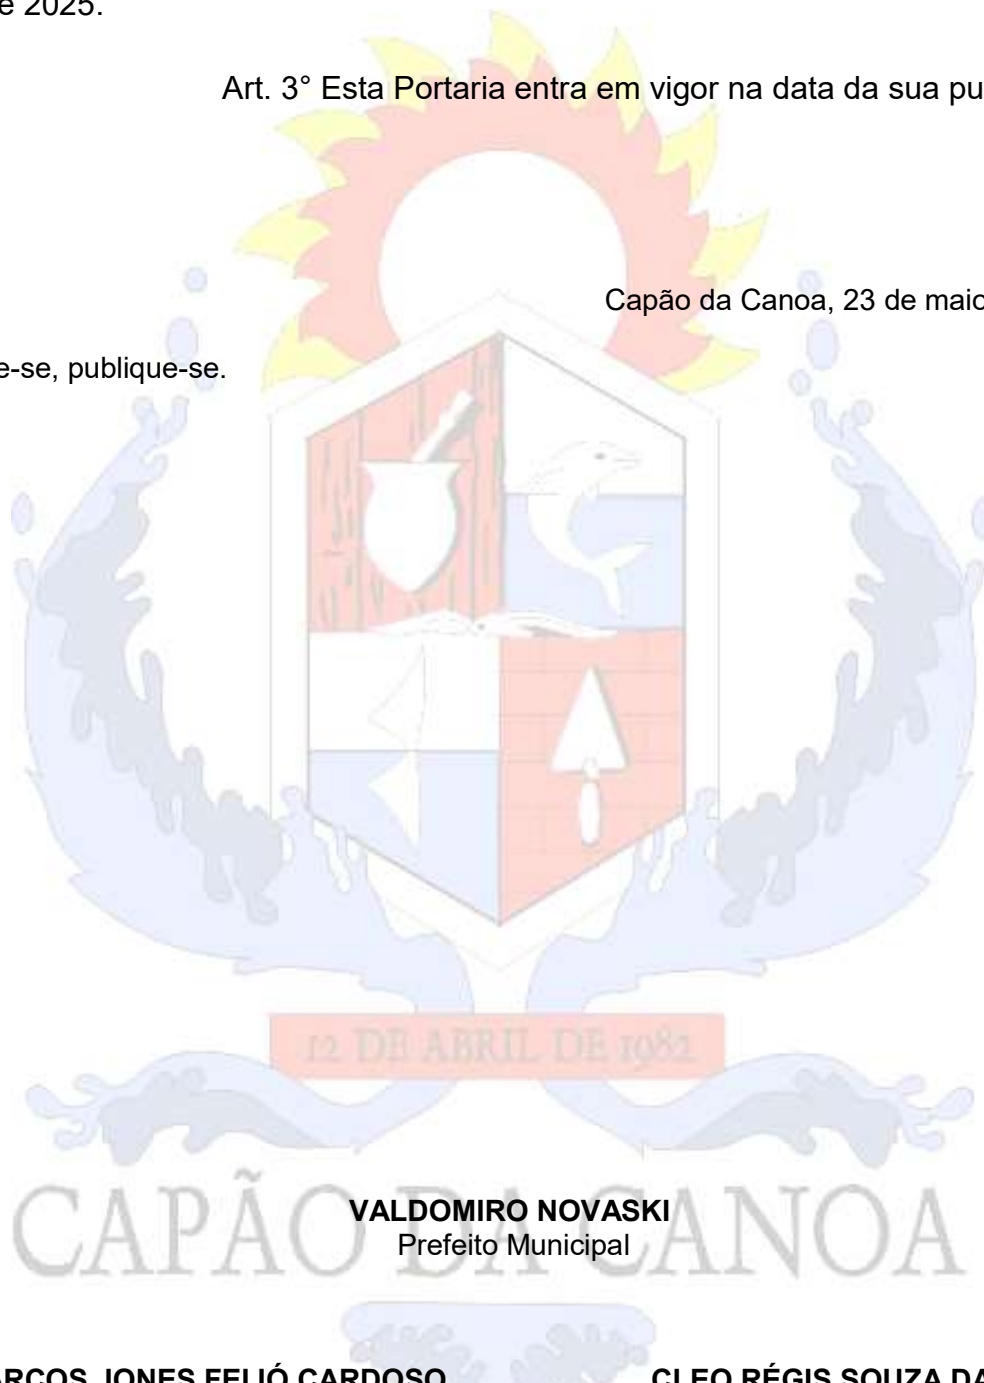 e 2025.
Art. 3° Esta Portaria entra em vigor na data da sua pu
Capão da Canoa, 23 de maio
e-se, publique-se.
12 DE ABRIL DE 1982
CAPÃO DA CANOA
VALDOMIRO NOVASKI
Prefeito Municipal
ARCOS JONES FEIJÓ CARDOSO CLEO RÉGIS SOUZA DA